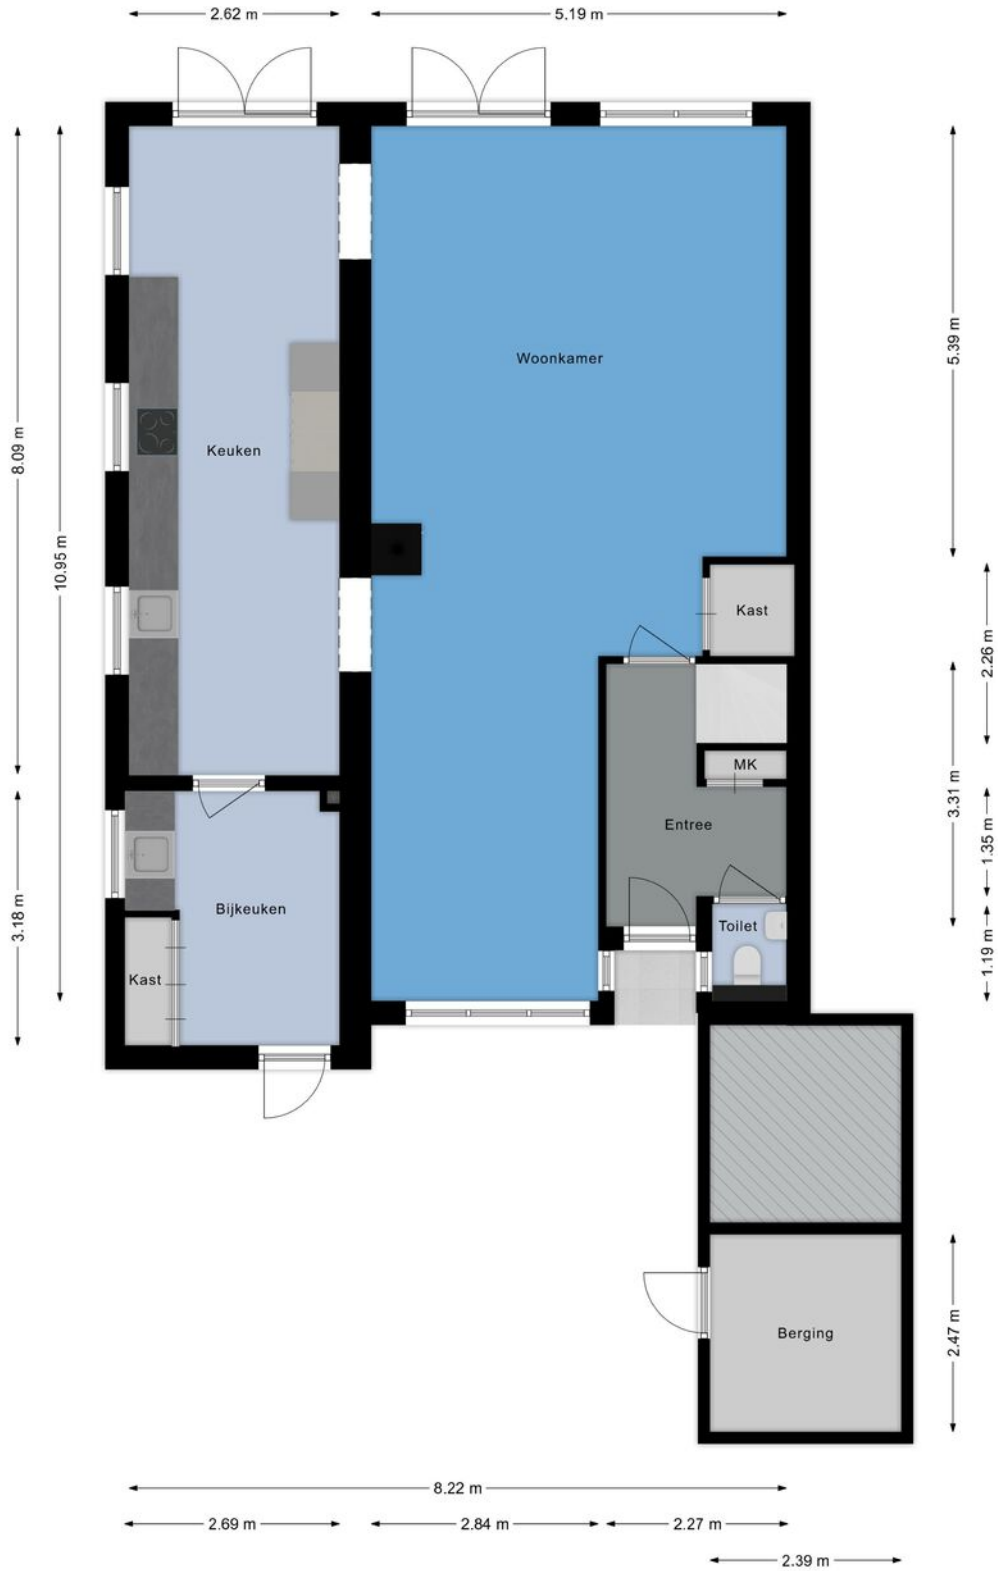 2.62 m
5.19 m
8.09 m
10.95 m
5.39 m
Woonkamer
Keuken
Kast
2.26 m
MK
3.31 m
Entree
1.35 m
Bijkeuken
Toilet
3.18 m
1.19 m
Kast
Berging
2.47 m
8.22 m
2.69 m
2.84 m
2.27 m
2.39 m